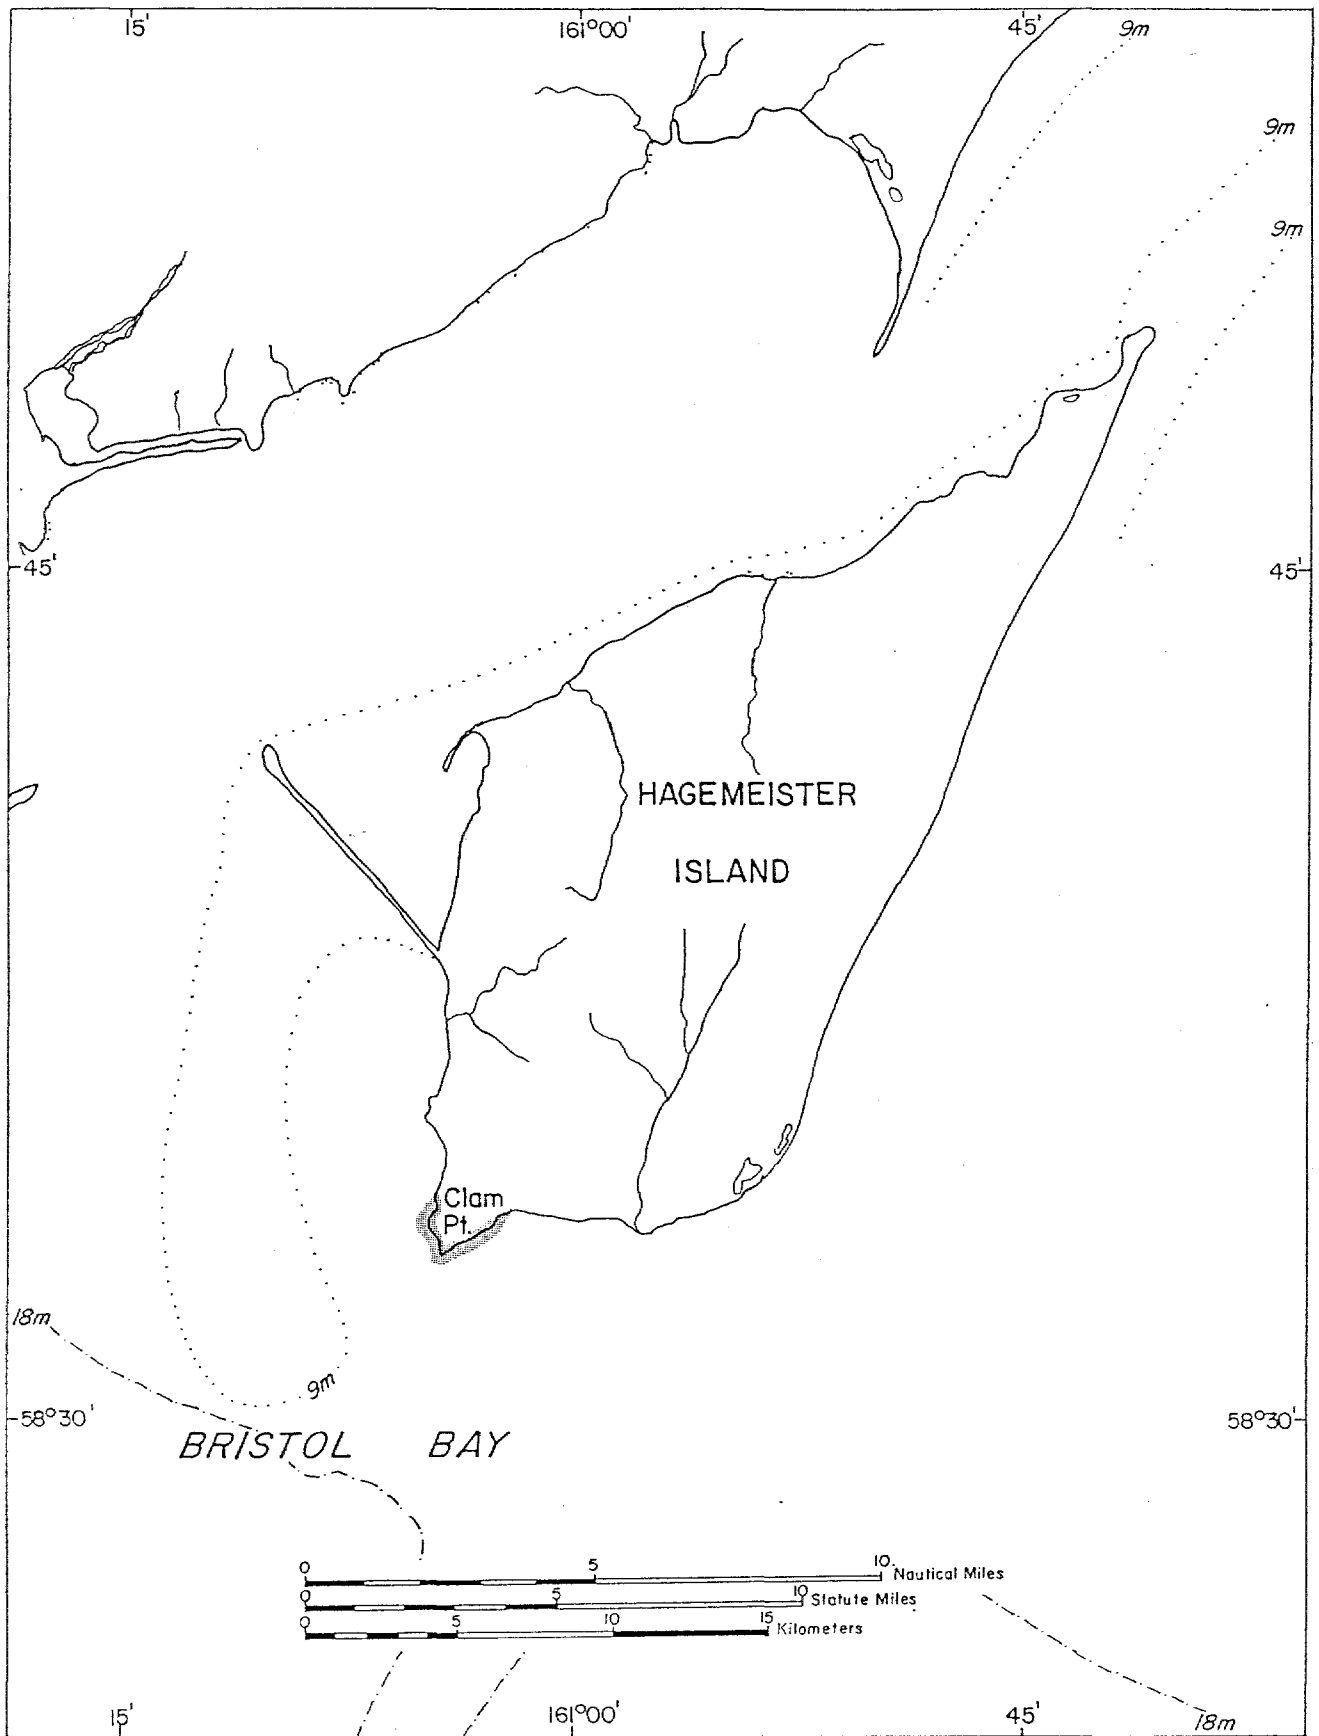 15' 161°00' 45' 9m
9m
9m
45' 45'
HAGEMEISTER
ISLAND
Clam
Pt.
18m
9m
58°30' 58°30'
BRISTOL BAY
0 5 10 Nautical Miles
0 5 10 Statute Miles
0 5 10 15 Kilometers
15' 161°00' 45' 18m